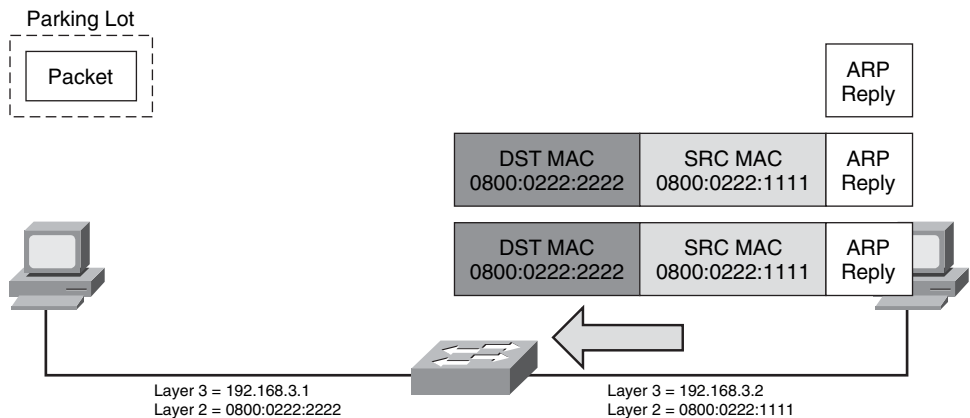 Parking Lot
Packet
ARP
Reply
DST MAC
0800:0222:2222
SRC MAC
0800:0222:1111
ARP
Reply
DST MAC
0800:0222:2222
SRC MAC
0800:0222:1111
ARP
Reply
Layer 3 = 192.168.3.1
Layer 2 = 0800:0222:2222
Layer 3 = 192.168.3.2
Layer 2 = 0800:0222:1111